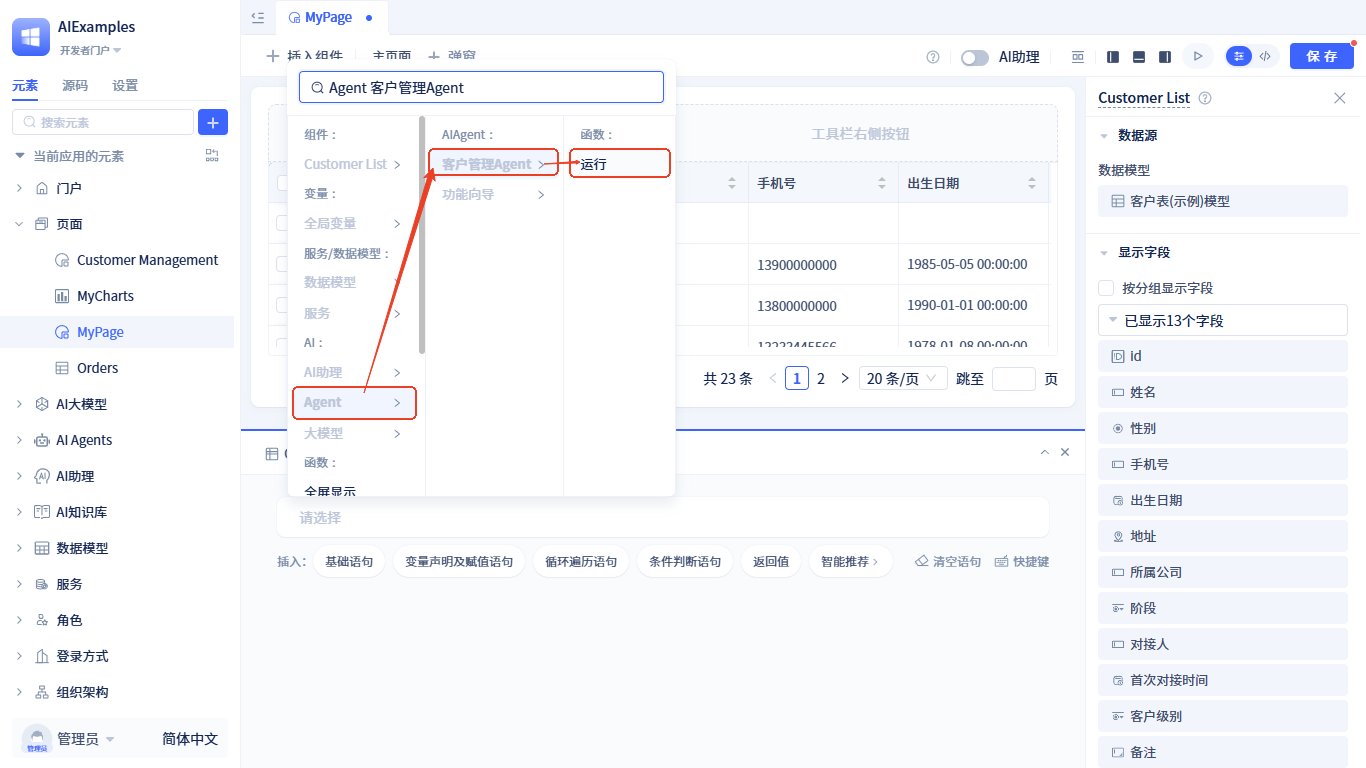 AIExamples
开发者门户
元素
源码
设置
搜索元素
当前应用的元素
门户
页面
Customer Management
MyCharts
MyPage
Orders
AI大模型
AI Agents
AI助理
AI知识库
数据模型
服务
角色
登录方式
组织架构
管理员
管理员
简体中文
MyPage
插入组件
主页面
弹窗
AI助理
保 存
Agent 客户管理Agent
组件：
Customer List
变量：
全局变量
服务/数据模型：
数据模型
服务
AI：
AI助理
Agent
大模型
函数：
全屏显示
AIAgent：
客户管理Agent
功能向导
函数：
运行
工具栏右侧按钮
手机号
出生日期
13900000000
1985-05-05 00:00:00
13800000000
1990-01-01 00:00:00
13233445566
1978-01-08 00:00:00
共 23 条
1
2
20 条/页
跳至
页
请选择
插入：
基础语句
变量声明及赋值语句
循环遍历语句
条件判断语句
返回值
智能推荐
清空语句
快捷键
Customer List
数据源
数据模型
客户表(示例)模型
显示字段
按分组显示字段
已显示13个字段
id
姓名
性别
手机号
出生日期
地址
所属公司
阶段
对接人
首次对接时间
客户级别
备注